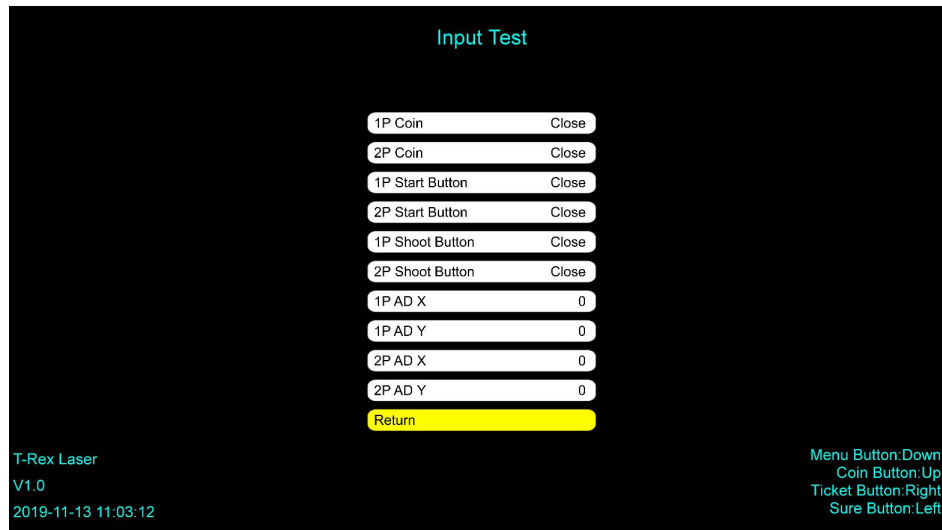 Input Test
1P Coin Close
2P Coin Close
1P Start Button Close
2P Start Button Close
1P Shoot Button Close
2P Shoot Button Close
1P AD X 0
1P AD Y 0
2P AD X 0
2P AD Y 0
Return
T-Rex Laser
V1.0
2019-11-13 11:03:12
Menu Button:Down
Coin Button:Up
Ticket Button:Right
Sure Button:Left